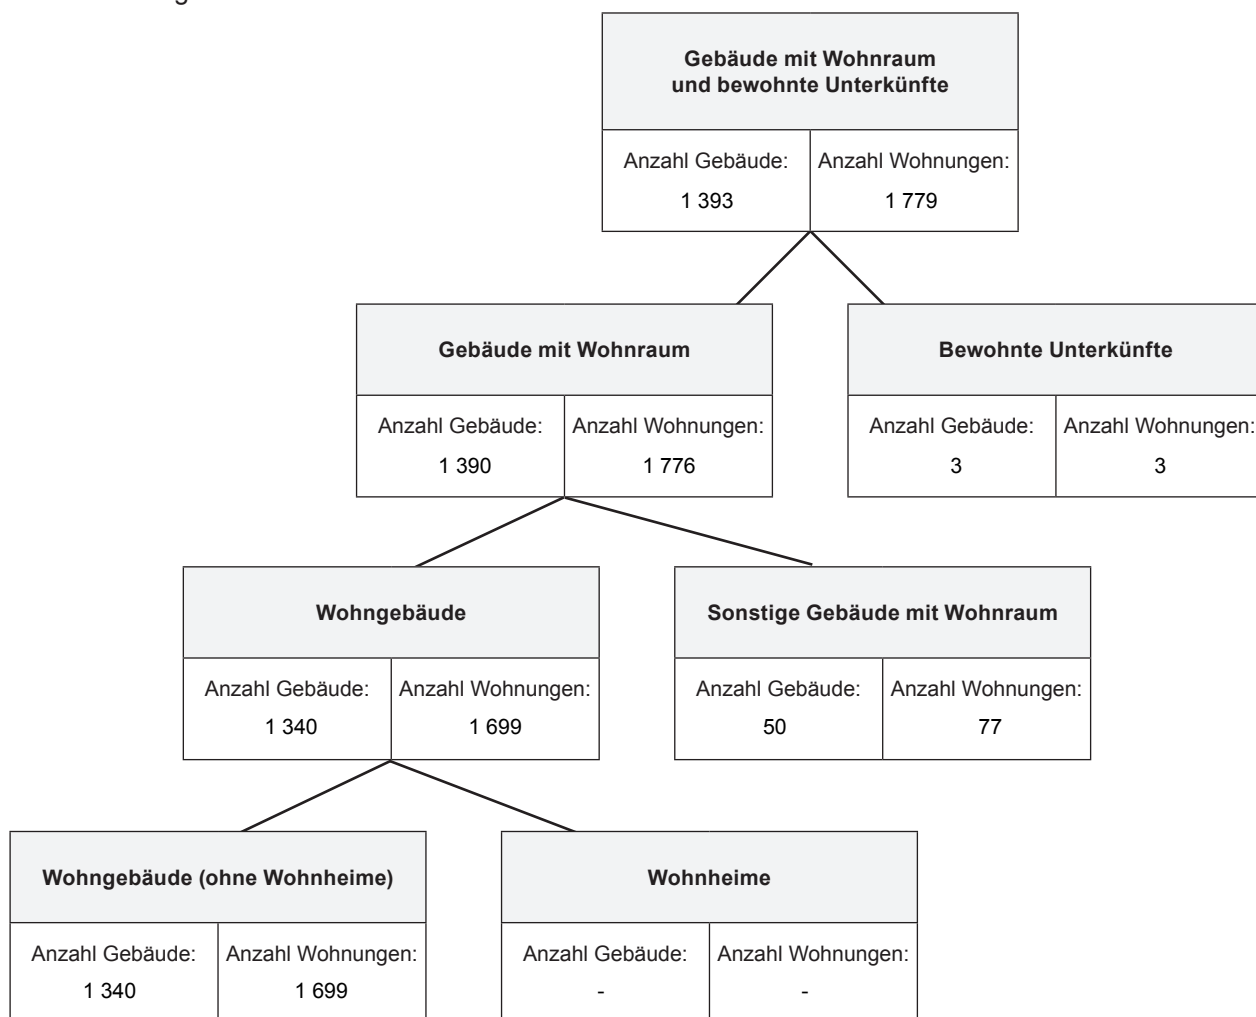 Gebäude mit Wohnraum
und bewohnte Unterkünfte
Anzahl Gebäude: Anzahl Wohnungen:
1 393 1 779
Gebäude mit Wohnraum
Anzahl Gebäude: Anzahl Wohnungen:
1 390 1 776
Bewohnte Unterkünfte
Anzahl Gebäude: Anzahl Wohnungen:
3 3
Wohngebäude
Anzahl Gebäude: Anzahl Wohnungen:
1 340 1 699
Sonstige Gebäude mit Wohnraum
Anzahl Gebäude: Anzahl Wohnungen:
50 77
Wohngebäude (ohne Wohnheime)
Anzahl Gebäude: Anzahl Wohnungen:
1 340 1 699
Wohnheime
Anzahl Gebäude: Anzahl Wohnungen:
- -